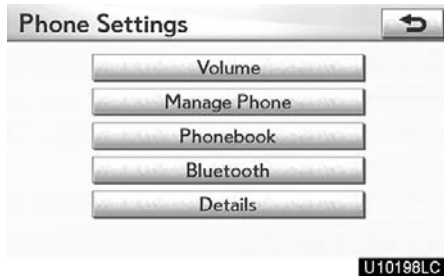 Phone Settings
Volume
Manage Phone
Phonebook
Bluetooth
Details
U10198LC